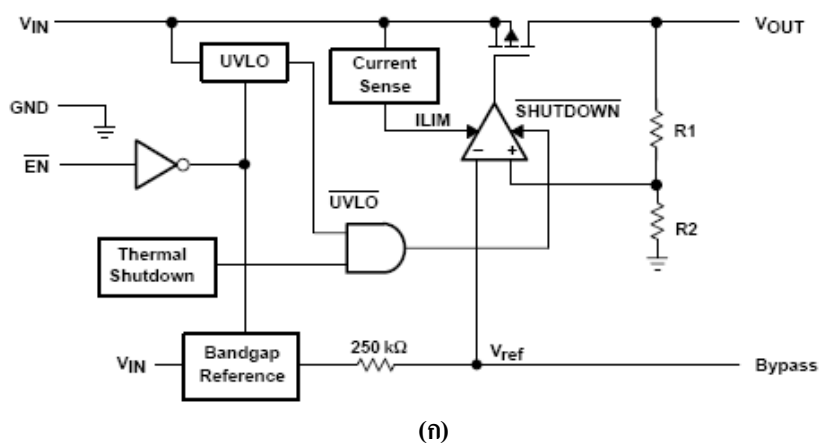 VIN
VOUT
UVLO
Current
Sense
GND
SHUTDOWN
ILIM
R1
EN
− +
UVLO
R2
Thermal
Shutdown
250 kΩ
VIN
Bandgap
Reference
Vref
Bypass
(ก)